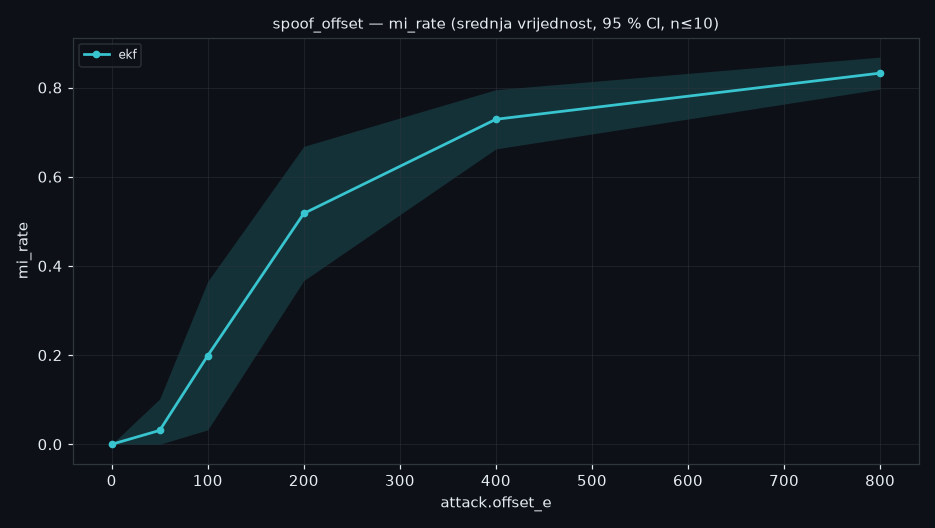 spoof_offset — mi_rate (srednja vrijednost, 95 % CI, n≤10)
ekf
mi_rate
0.8
0.6
0.4
0.2
0.0
0 100 200 300 400 500 600 700 800
attack.offset_e